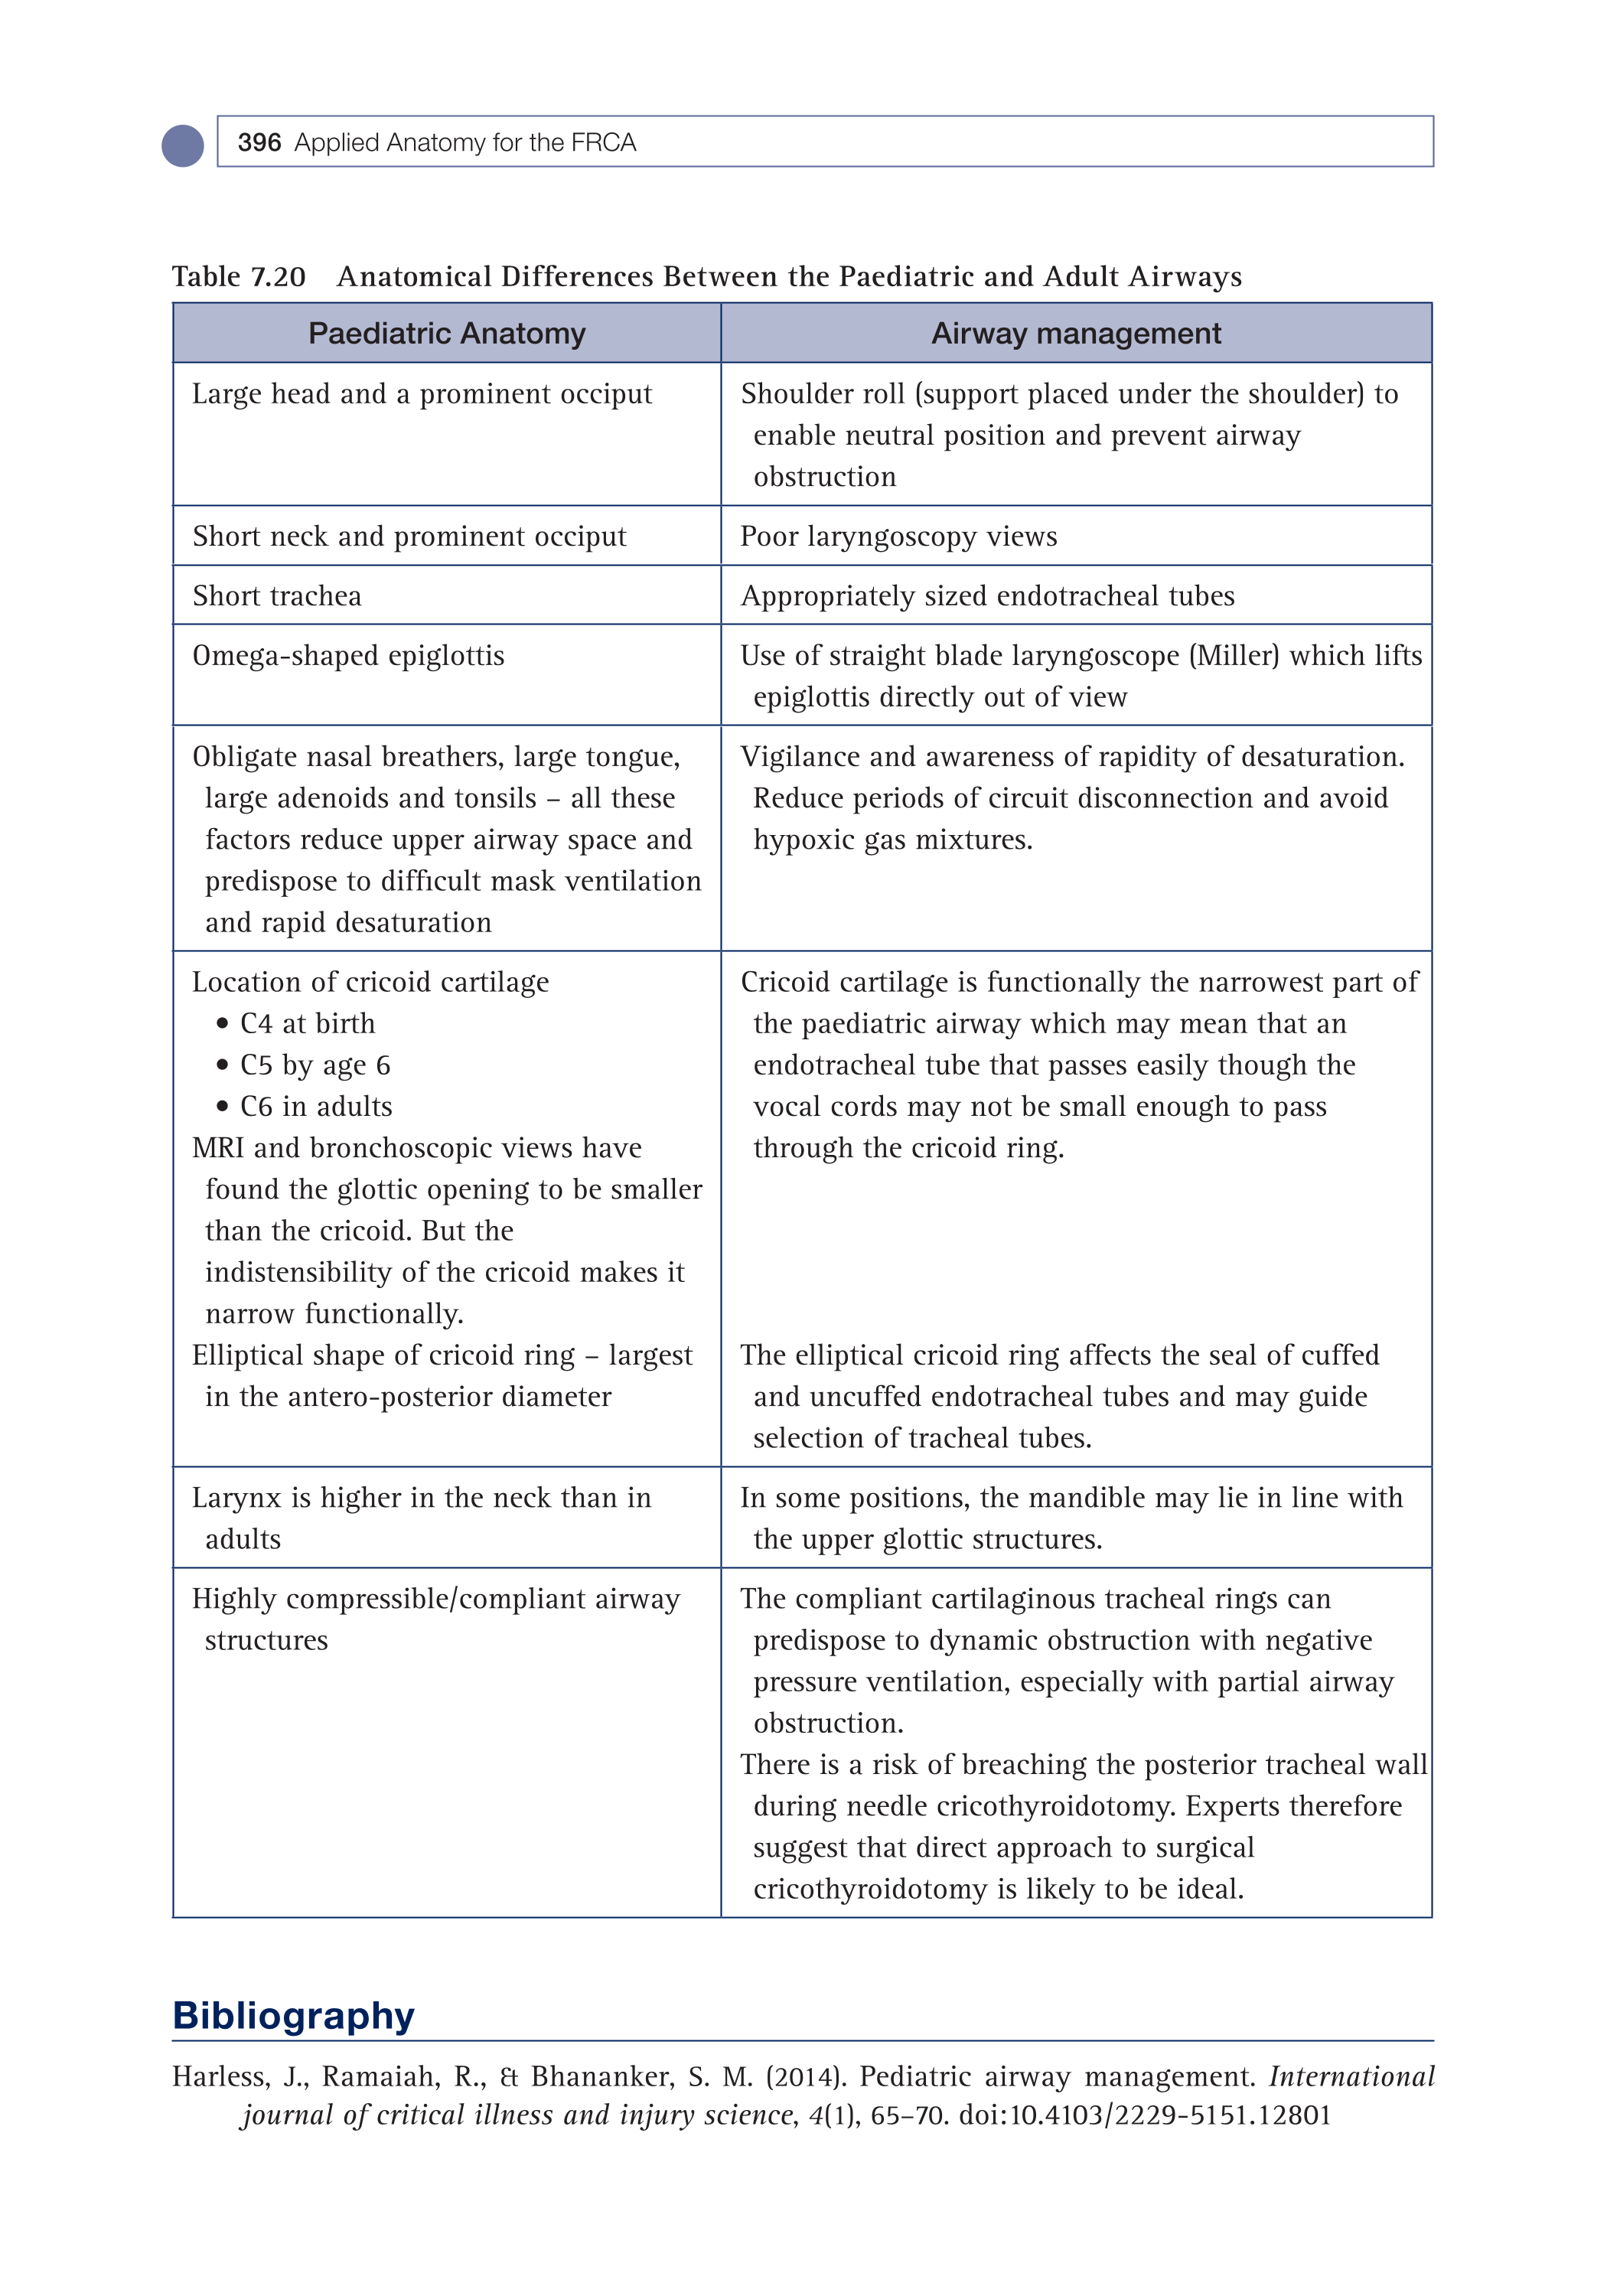 396 Applied Anatomy for the FRCA
Table 7.20 Anatomical Differences Between the Paediatric and Adult Airways
Paediatric Anatomy
Airway management
Large head and a prominent occiput
Shoulder roll (support placed under the shoulder) to
enable neutral position and prevent airway
obstruction
Short neck and prominent occiput
Poor laryngoscopy views
Short trachea
Appropriately sized endotracheal tubes
Omega-shaped epiglottis
Use of straight blade laryngoscope (Miller) which lifts
epiglottis directly out of view
Obligate nasal breathers, large tongue,
large adenoids and tonsils – all these
factors reduce upper airway space and
predispose to difficult mask ventilation
and rapid desaturation
Vigilance and awareness of rapidity of desaturation.
Reduce periods of circuit disconnection and avoid
hypoxic gas mixtures.
Location of cricoid cartilage
• C4 at birth
• C5 by age 6
• C6 in adults
MRI and bronchoscopic views have
found the glottic opening to be smaller
than the cricoid. But the
indistensibility of the cricoid makes it
narrow functionally.
Cricoid cartilage is functionally the narrowest part of
the paediatric airway which may mean that an
endotracheal tube that passes easily though the
vocal cords may not be small enough to pass
through the cricoid ring.
Elliptical shape of cricoid ring – largest
in the antero-posterior diameter
The elliptical cricoid ring affects the seal of cuffed
and uncuffed endotracheal tubes and may guide
selection of tracheal tubes.
Larynx is higher in the neck than in
adults
In some positions, the mandible may lie in line with
the upper glottic structures.
Highly compressible/compliant airway
structures
The compliant cartilaginous tracheal rings can
predispose to dynamic obstruction with negative
pressure ventilation, especially with partial airway
obstruction.
There is a risk of breaching the posterior tracheal wall
during needle cricothyroidotomy. Experts therefore
suggest that direct approach to surgical
cricothyroidotomy is likely to be ideal.
Bibliography
Harless, J., Ramaiah, R., & Bhananker, S. M. (2014). Pediatric airway management. International
journal of critical illness and injury science, 4(1), 65–70. doi:10.4103/2229-5151.12801